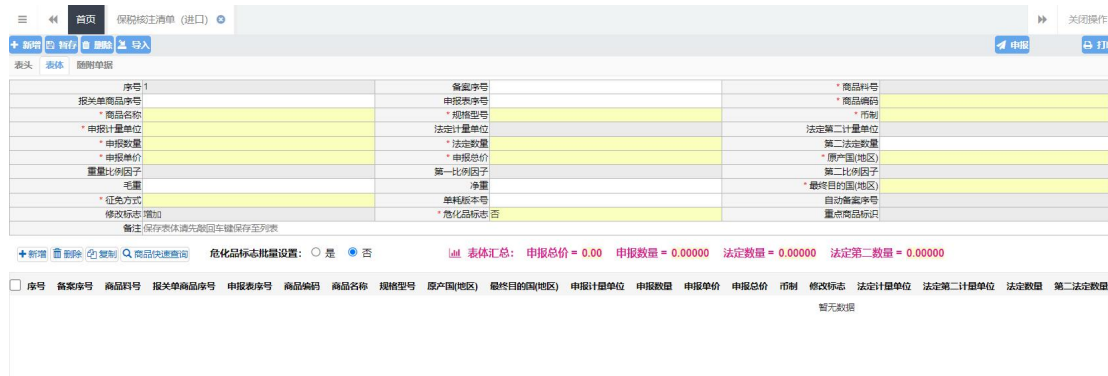 首页 保税核注清单 (进口) 关闭操作
新增 暂存 删除 导入 申报
表头 表体 随附单据
序号 1 备案序号 * 商品料号
报关单商品序号 申报表序号 * 商品编码
* 商品名称 * 规格型号 * 币制
* 申报计量单位 法定计量单位 法定第二计量单位
* 申报数量 * 法定数量 第二法定数量
* 申报单价 * 申报总价 * 原产国(地区)
重量比例因子 第一比例因子 第二比例因子
毛重 净重 * 最终目的国(地区)
* 征免方式 单耗版本号 自动备案序号
修改标志 增加 * 危化品标志 否 重点商品标识
备注 保存表体请先敲回车键保存至列表
新增 删除 复制 商品快速查询 危化品标志批量设置: 是 否 表体汇总: 申报总价 = 0.00 申报数量 = 0.00000 法定数量 = 0.00000 法定第二数量 = 0.00000
序号 备案序号 商品料号 报关单商品序号 申报表序号 商品编码 商品名称 规格型号 原产国(地区) 最终目的国(地区) 申报计量单位 申报数量 申报单价 申报总价 币制 修改标志 法定计量单位 法定第二计量单位 法定数量 第二法定数量
暂无数据